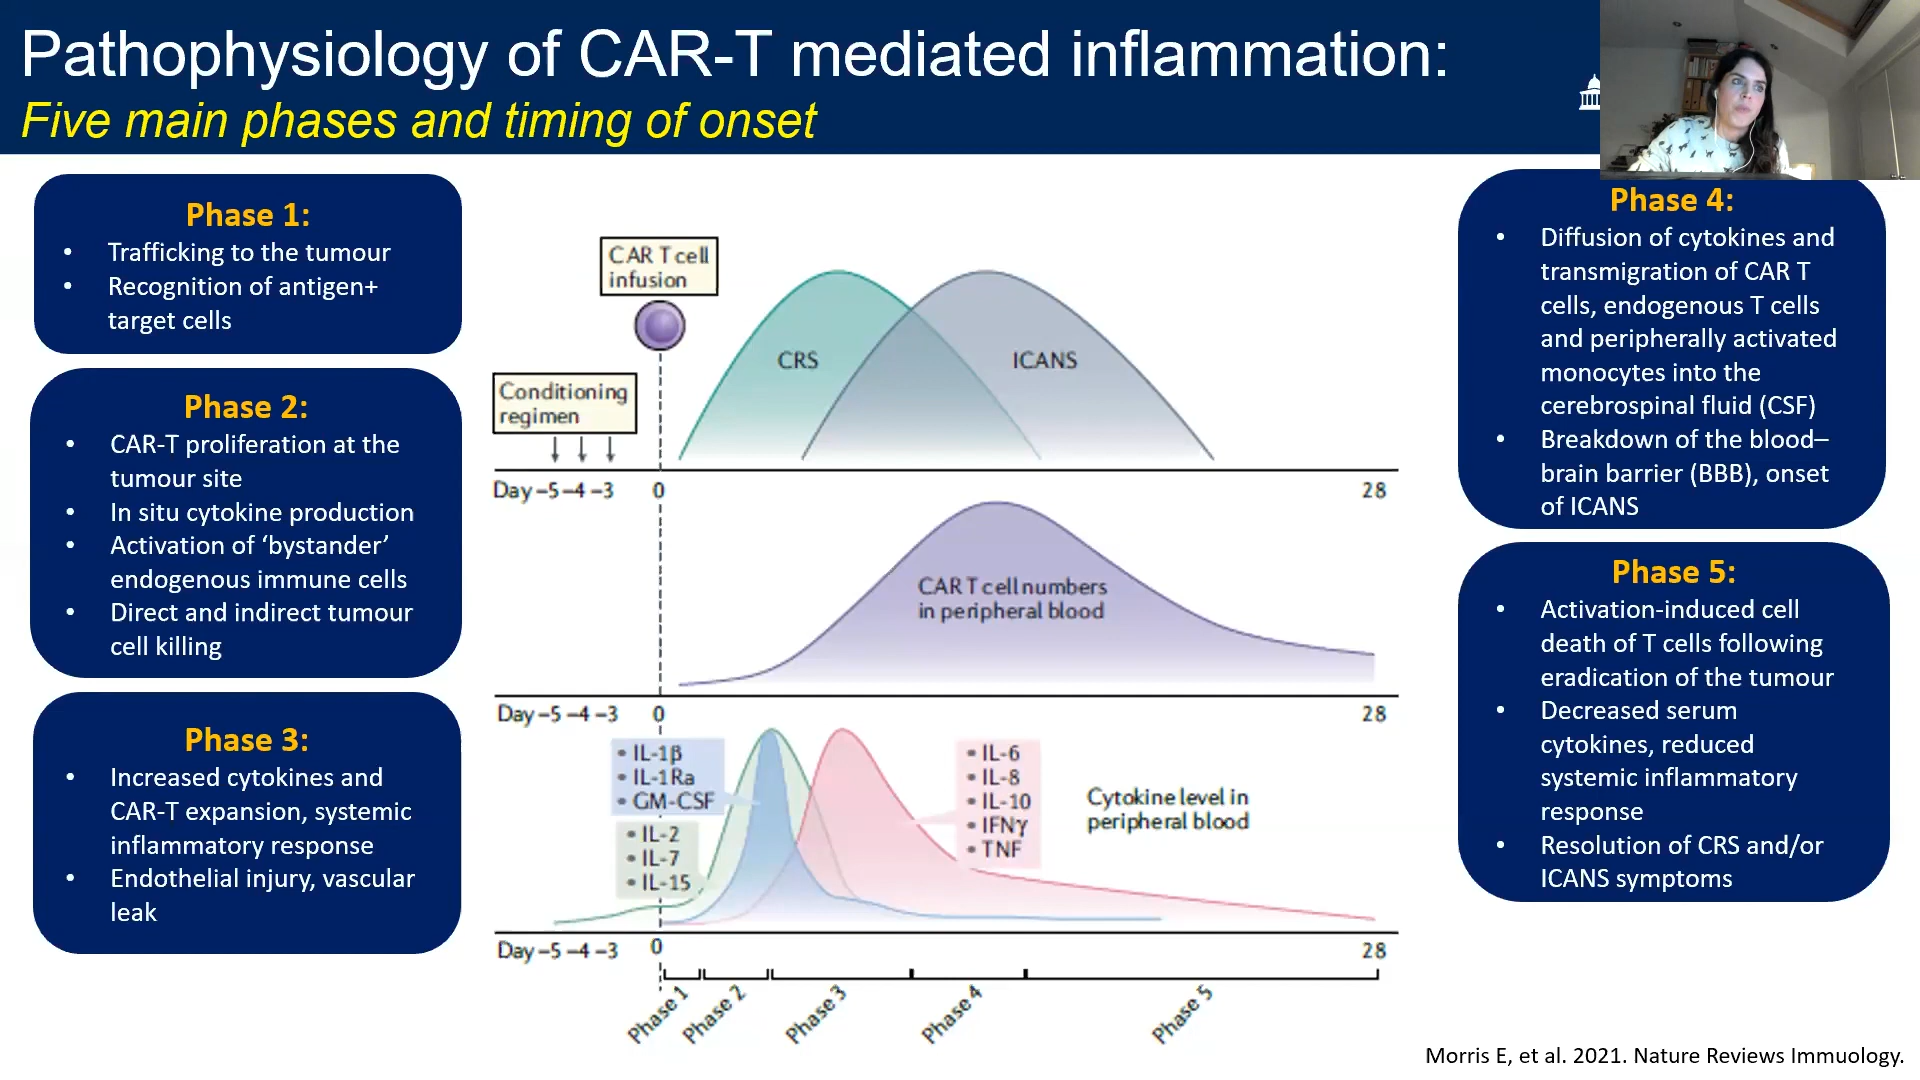 Pathophysiology of CAR-T mediated inflammation:
Five main phases and timing of onset
Phase 1:
• Trafficking to the tumour
• Recognition of antigen+
target cells
Phase 2:
• CAR-T proliferation at the
tumour site
• In situ cytokine production
• Activation of ‘bystander’
endogenous immune cells
• Direct and indirect tumour
cell killing
Phase 3:
• Increased cytokines and
CAR-T expansion, systemic
inflammatory response
• Endothelial injury, vascular
leak
CAR T cell
infusion
Conditioning
regimen
CRS
ICANS
Day –5 –4 –3 0 28
CAR T cell numbers
in peripheral blood
Day –5 –4 –3 0 28
• IL-1β
• IL-1Ra
• GM-CSF
• IL-2
• IL-7
• IL-15
• IL-6
• IL-8
• IL-10
• IFNγ
• TNF
Cytokine level in
peripheral blood
Day –5 –4 –3 0 28
Phase 1
Phase 2
Phase 3
Phase 4
Phase 5
Phase 4:
• Diffusion of cytokines and
transmigration of CAR T
cells, endogenous T cells
and peripherally activated
monocytes into the
cerebrospinal fluid (CSF)
• Breakdown of the blood–
brain barrier (BBB), onset
of ICANS
Phase 5:
• Activation-induced cell
death of T cells following
eradication of the tumour
• Decreased serum
cytokines, reduced
systemic inflammatory
response
• Resolution of CRS and/or
ICANS symptoms
Morris E, et al. 2021. Nature Reviews Immuology.